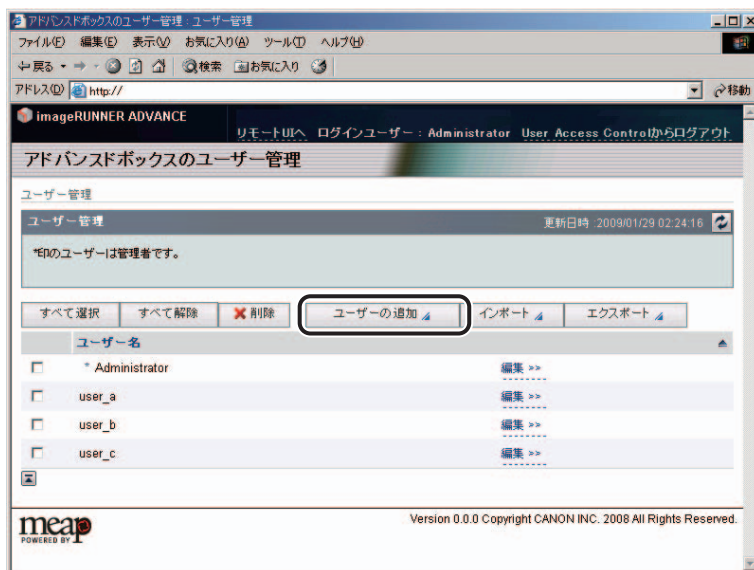 アドバンスドボックスのユーザー管理 : ユーザー管理
ファイル(F) 編集(E) 表示(V) お気に入り(A) ツール(T) ヘルプ(H)
戻る 検索 お気に入り
アドレス(D) http:// 移動
imageRUNNER ADVANCE
リモートUIへ ログインユーザー : Administrator User Access Controlからログアウト
アドバンスドボックスのユーザー管理
ユーザー管理
ユーザー管理 更新日時 :2009/01/29 02:24:16
*印のユーザーは管理者です。
すべて選択 すべて解除 削除 ユーザーの追加 インポート エクスポート
ユーザー名
* Administrator 編集 >>
user_a 編集 >>
user_b 編集 >>
user_c 編集 >>
meap
POWERED BY
Version 0.0.0 Copyright CANON INC. 2008 All Rights Reserved.